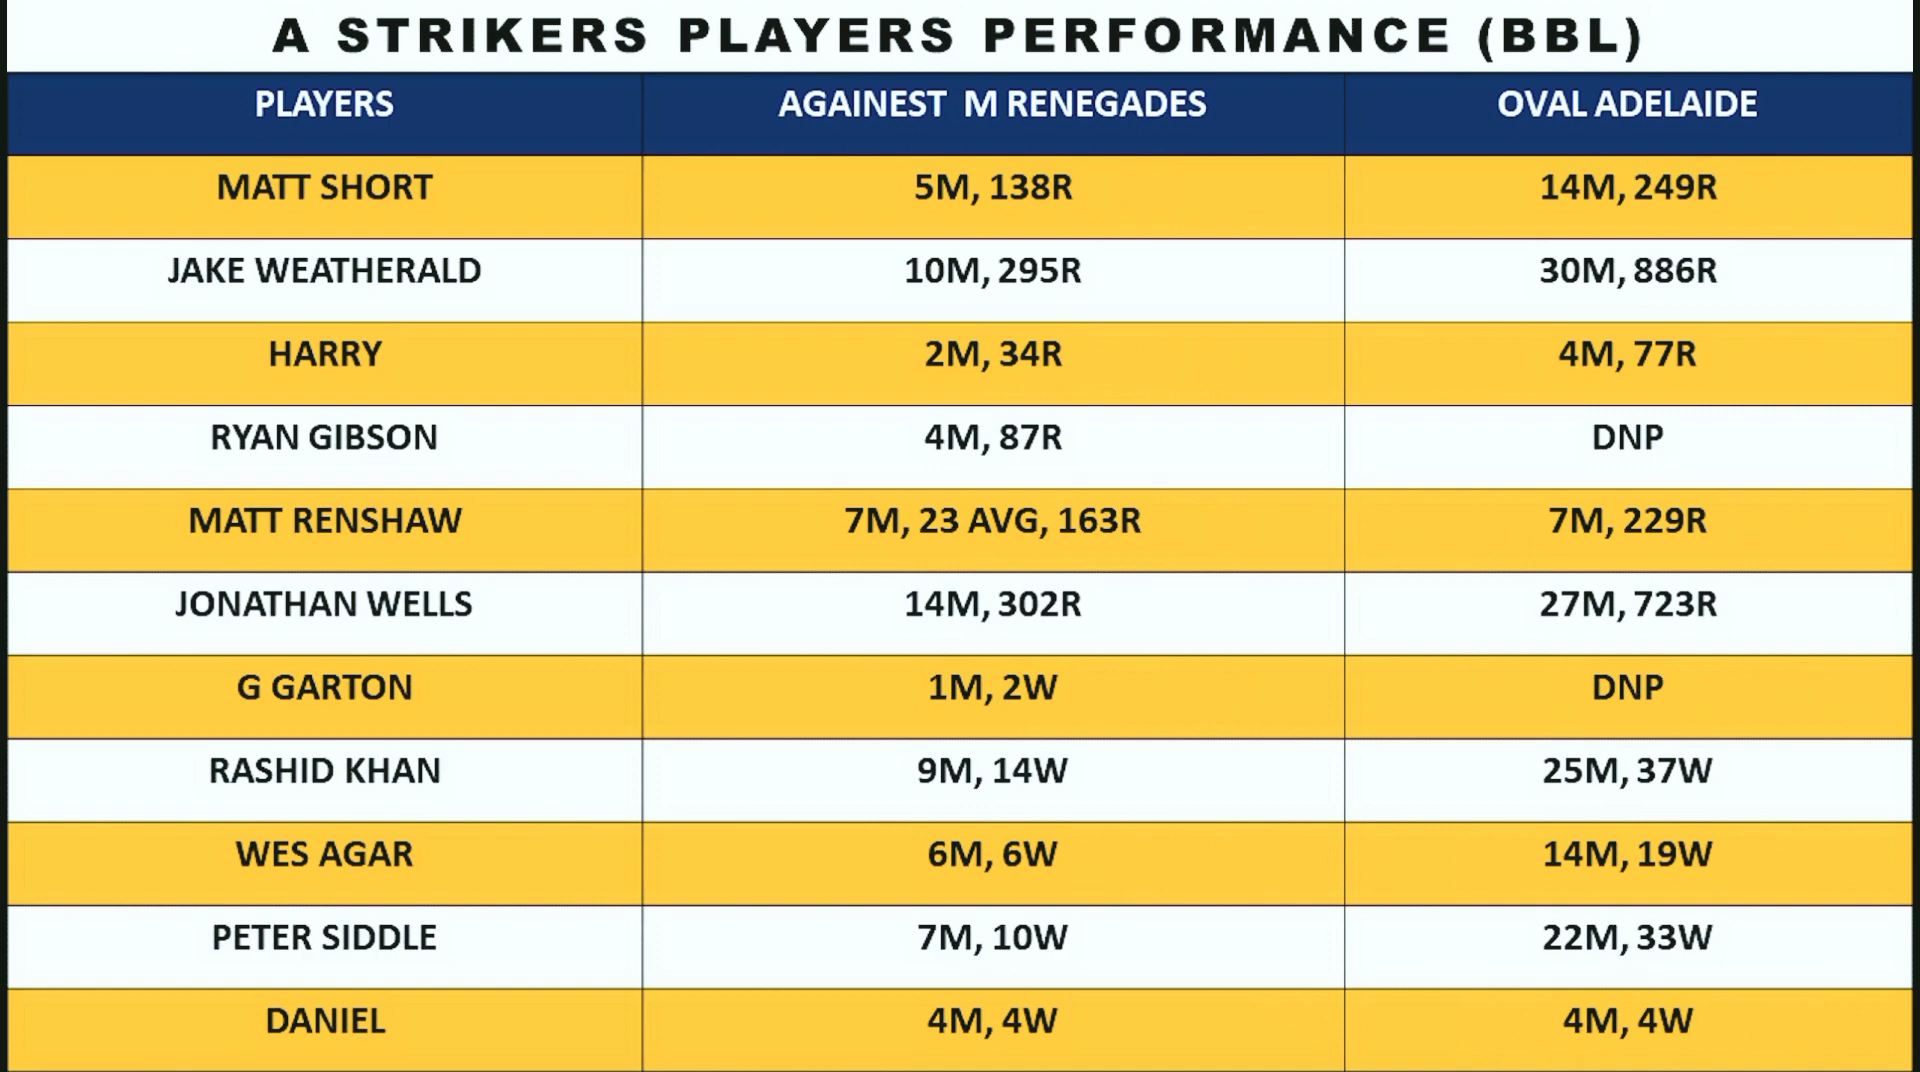 A STRIKERS PLAYERS PERFORMANCE (BBL)
PLAYERS AGAINEST M RENEGADES OVAL ADELAIDE
MATT SHORT 5M, 138R 14M, 249R
JAKE WEATHERALD 10M, 295R 30M, 886R
HARRY 2M, 34R 4M, 77R
RYAN GIBSON 4M, 87R DNP
MATT RENSHAW 7M, 23 AVG, 163R 7M, 229R
JONATHAN WELLS 14M, 302R 27M, 723R
G GARTON 1M, 2W DNP
RASHID KHAN 9M, 14W 25M, 37W
WES AGAR 6M, 6W 14M, 19W
PETER SIDDLE 7M, 10W 22M, 33W
DANIEL 4M, 4W 4M, 4W